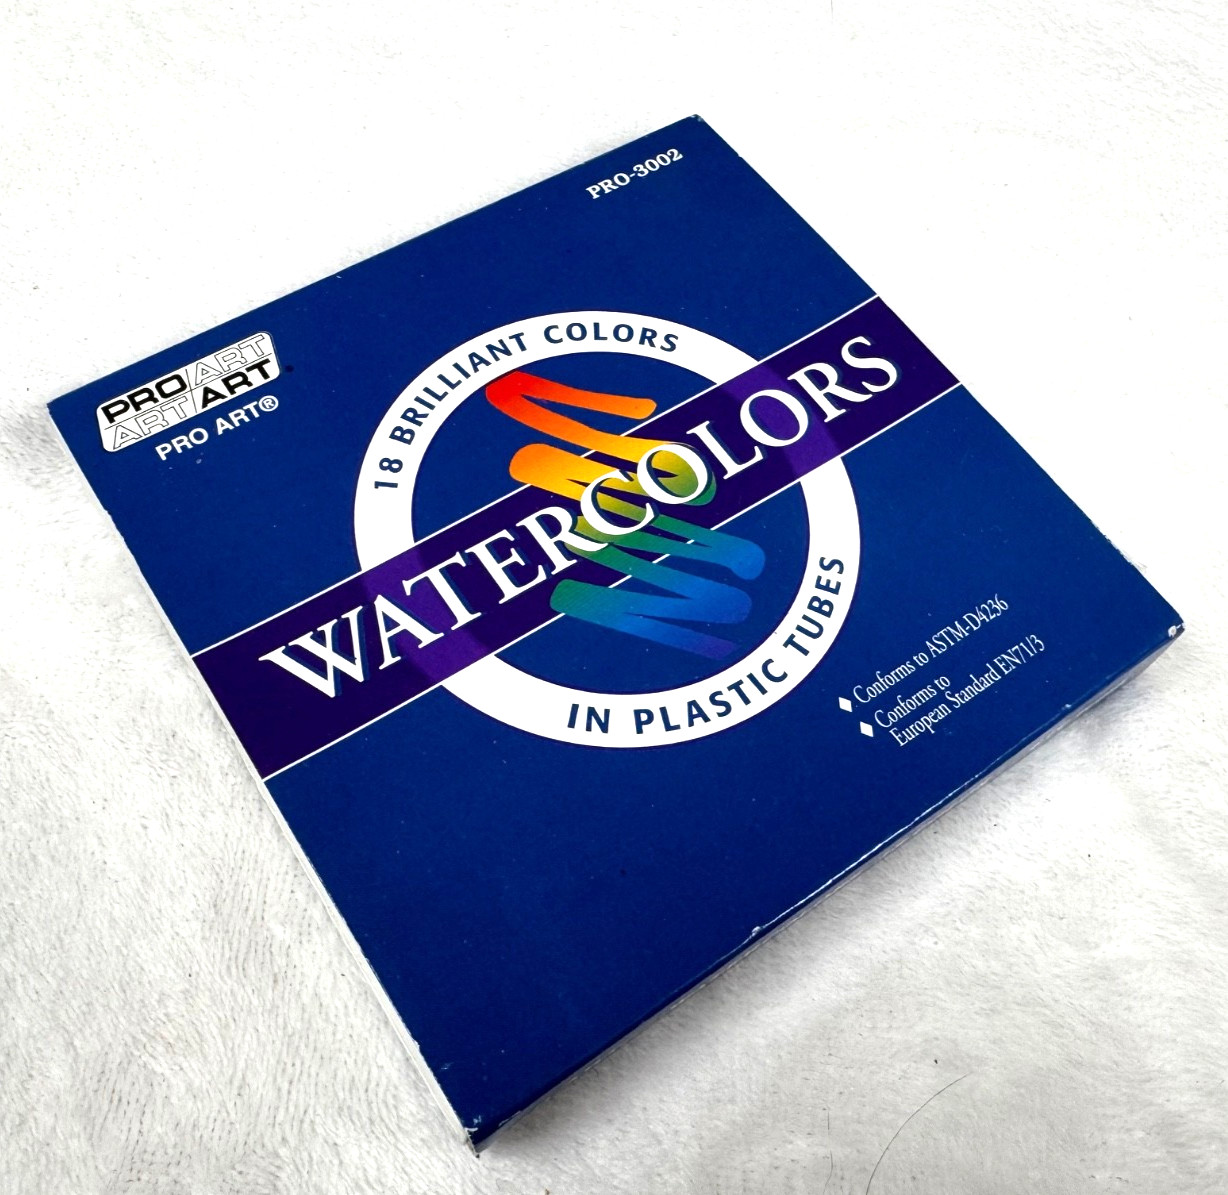 PRO-3002
PRO ART
ART ART
PRO ART®
18 BRILLIANT COLORS
WATERCOLORS
IN PLASTIC TUBES
Conforms to ASTM-D4236
Conforms to
European Standard EN71/3